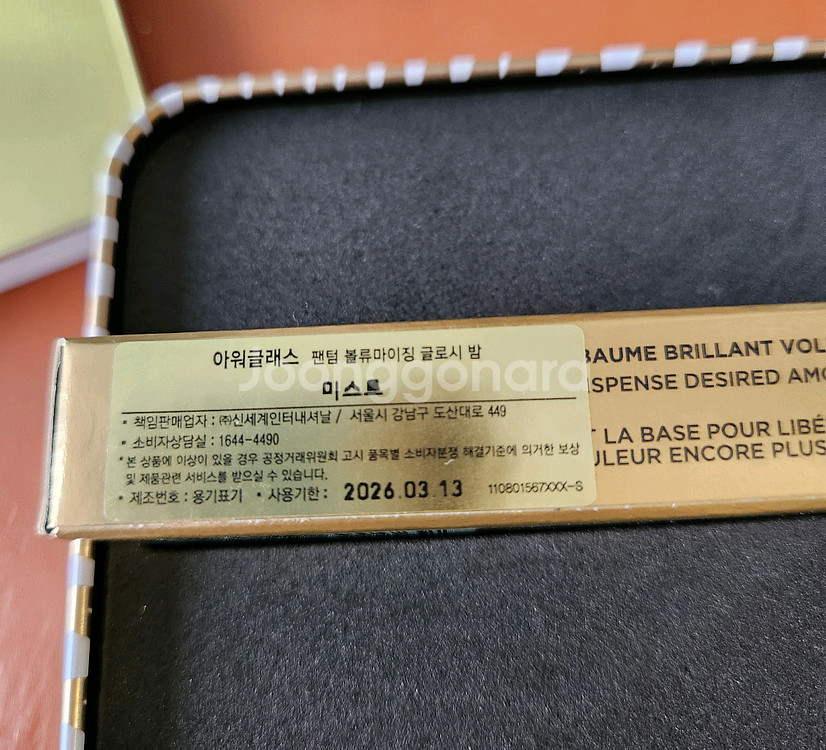 아워글래스 팬텀 볼류마이징 글로시 밤
미스트
Joonggonara
• 책임판매업자 : ㈜신세계인터내셔날 / 서울시 강남구 도산대로 449
• 소비자상담실 : 1644-4490
*본 상품에 이상이 있을 경우 공정거래위원회 고시 품목별 소비자분쟁 해결기준에 의거한 보상
및 제품관련 서비스를 받으실 수 있습니다.
• 제조번호 : 용기표기 • 사용기한 : 2026.03.13 110801567XXX-S
BAUME BRILLANT VOL
SPENSE DESIRED AMO
T LA BASE POUR LIBÉ
ULEUR ENCORE PLUS